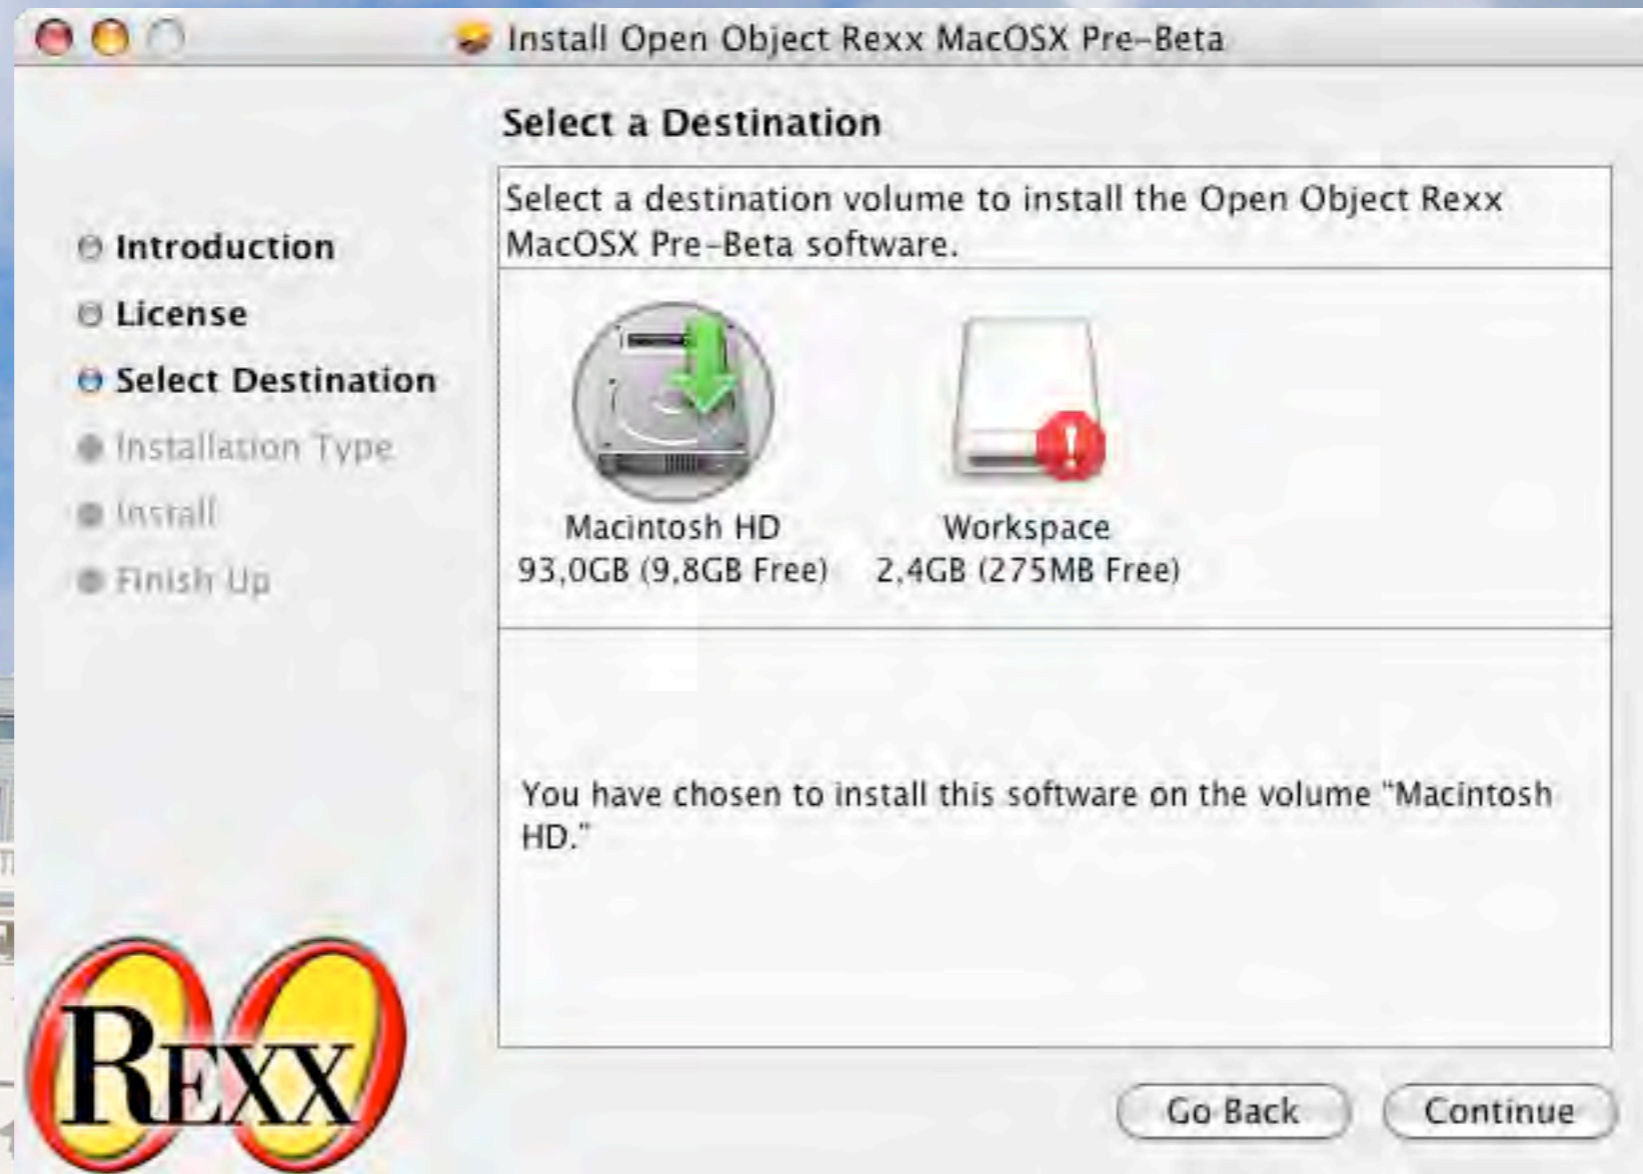 Install Open Object Rexx MacOSX Pre-Beta
Select a Destination
Introduction
License
Select Destination
Installation Type
Install
Finish Up
Select a destination volume to install the Open Object Rexx
MacOSX Pre-Beta software.
Macintosh HD
93,0GB (9,8GB Free)
Workspace
2,4GB (275MB Free)
You have chosen to install this software on the volume “Macintosh
HD.”
REXX
Go Back
Continue